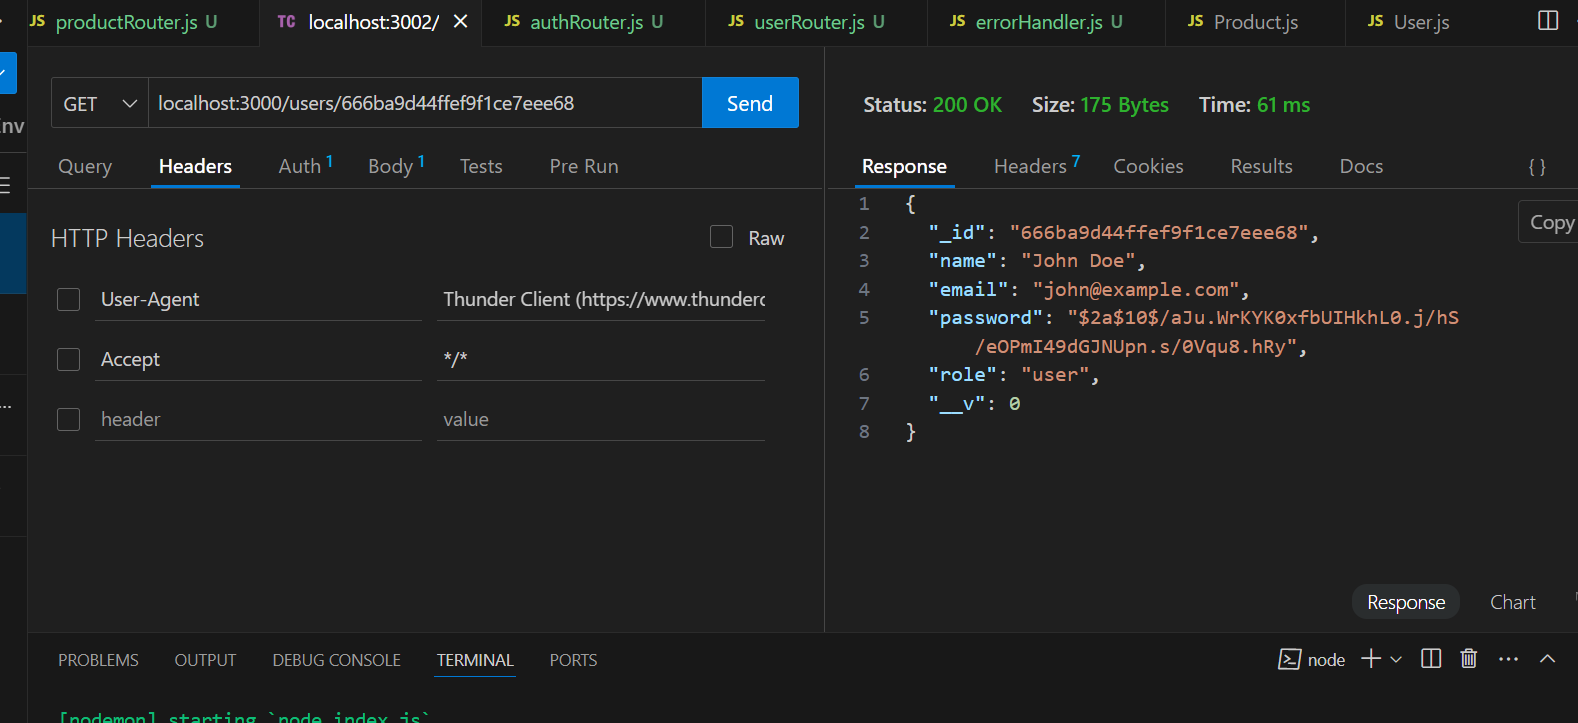 JS productRouter.js U TC localhost:3002/ JS authRouter.js U JS userRouter.js U JS errorHandler.js U JS Product.js JS User.js
GET localhost:3000/users/666ba9d44ffef9f1ce7eee68 Send
Status: 200 OK Size: 175 Bytes Time: 61 ms
Query Headers Auth 1 Body 1 Tests Pre Run
Response Headers 7 Cookies Results Docs { }
HTTP Headers Raw
User-Agent Thunder Client (https://www.thunder
Accept */*
header value
1 {
2 "_id": "666ba9d44ffef9f1ce7eee68",
3 "name": "John Doe",
4 "email": "john@example.com",
5 "password": "$2a$10$/aJu.WrKYK0xfbUIHkhL0.j/hS
/eOPmI49dGJNUpn.s/0Vqu8.hRy",
6 "role": "user",
7 "__v": 0
8 }
Copy
Response Chart
PROBLEMS OUTPUT DEBUG CONSOLE TERMINAL PORTS node
[nodemon] starting `node index.js`